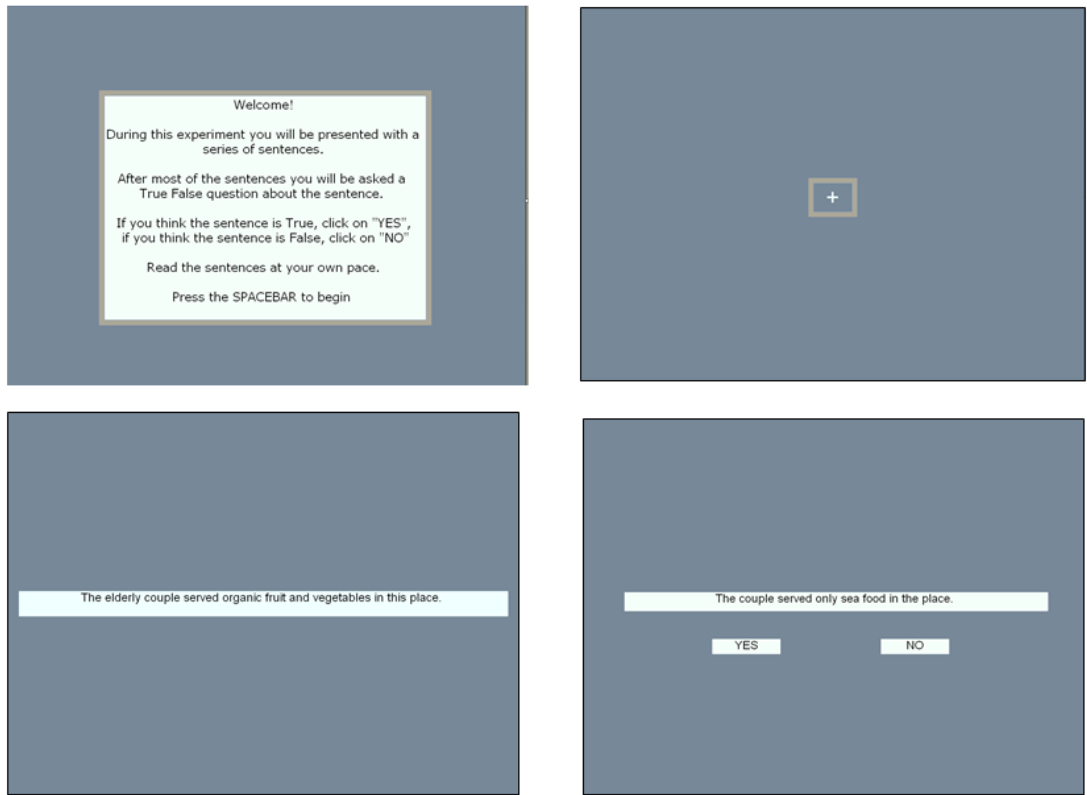 Welcome!
During this experiment you will be presented with a
series of sentences.
After most of the sentences you will be asked a
True False question about the sentence.
If you think the sentence is True, click on "YES",
if you think the sentence is False, click on "NO"
Read the sentences at your own pace.
Press the SPACEBAR to begin
+
The elderly couple served organic fruit and vegetables in this place.
The couple served only sea food in the place.
YES NO